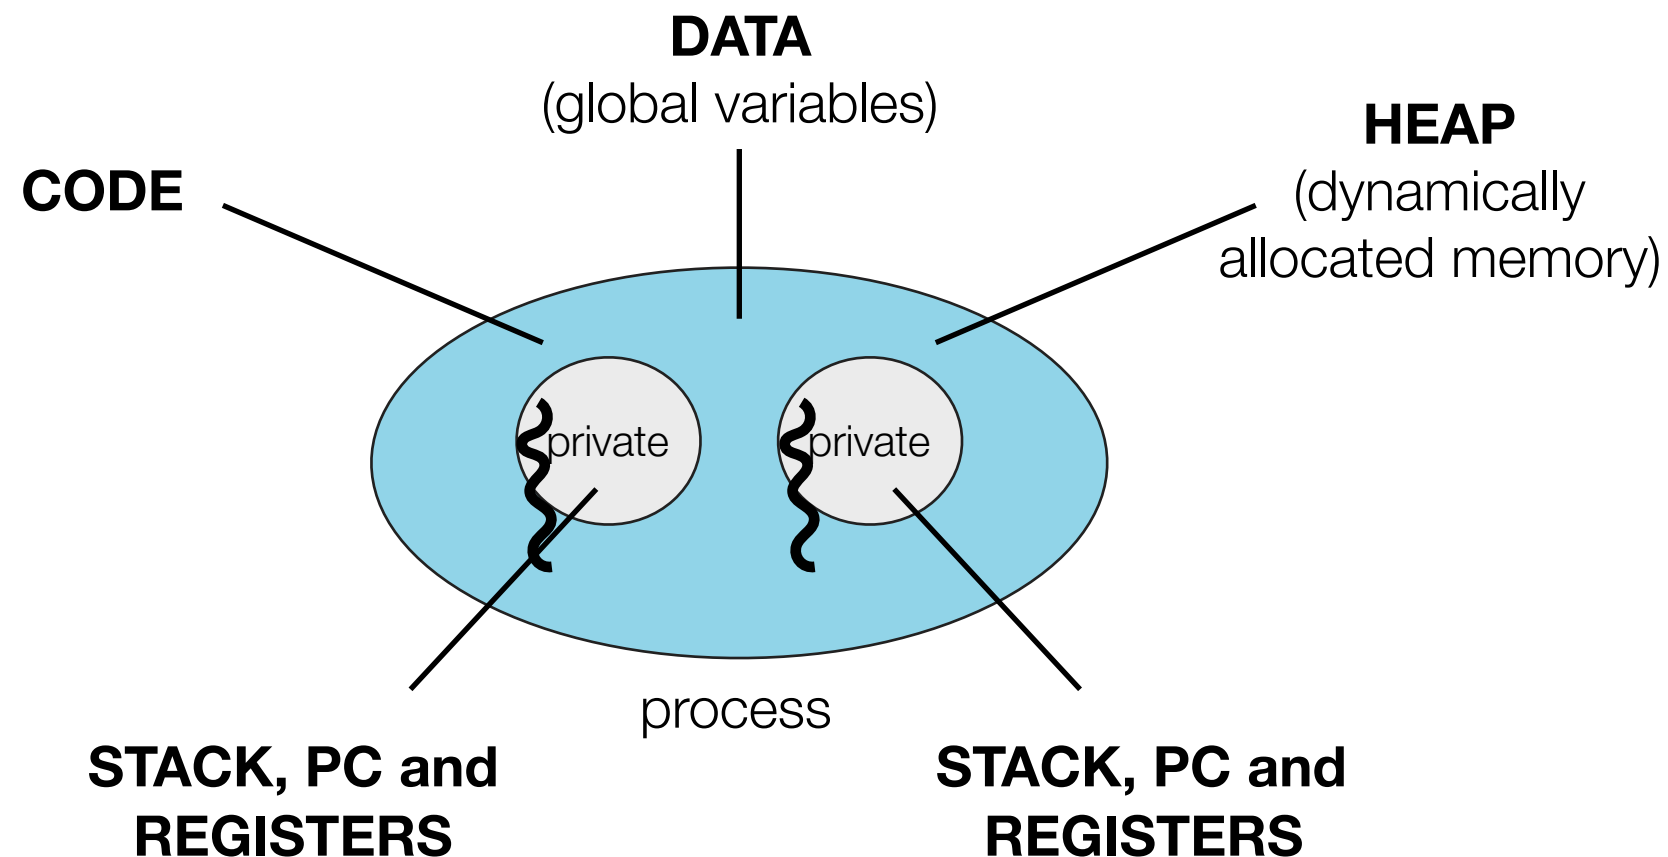 DATA
(global variables)
HEAP
(dynamically
allocated memory)
CODE
private
private
process
STACK, PC and
REGISTERS
STACK, PC and
REGISTERS